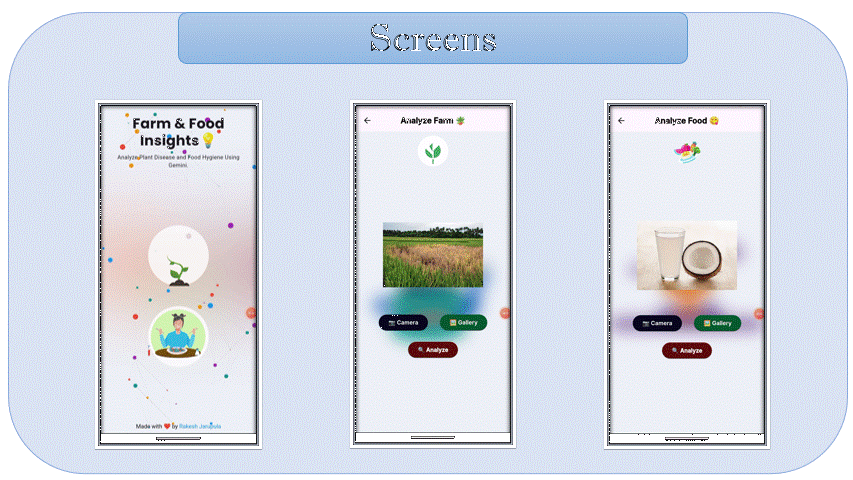 Screens
Farm & Food
Insights💡
Analyze Plant Disease and Food Hygiene Using
Gemini.
Made with ❤️ by Rakesh Jarupula
← Analyze Farm 🪴
📷 Camera
🖼️ Gallery
🔍 Analyze
← Analyze Food 😋
📷 Camera
🖼️ Gallery
🔍 Analyze